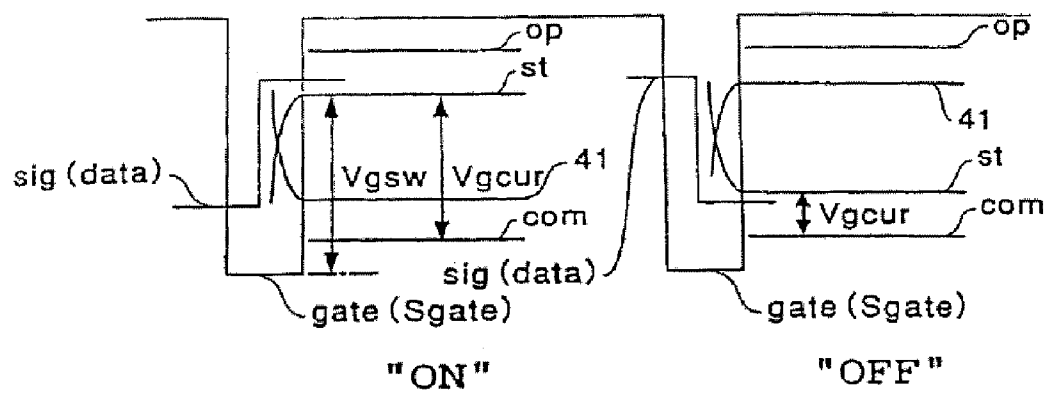 op
st
41
sig (data)
Vgsw
Vgcur
com
gate (Sgate)
"ON"
op
41
st
Vgcur
com
sig (data)
gate (Sgate)
"OFF"